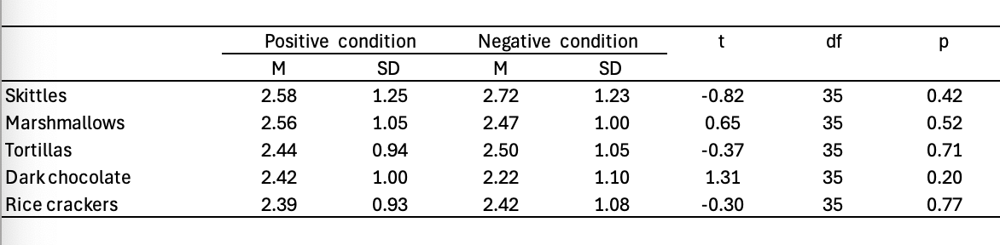 Positive condition Negative condition t df p
M SD M SD
Skittles 2.58 1.25 2.72 1.23 -0.82 35 0.42
Marshmallows 2.56 1.05 2.47 1.00 0.65 35 0.52
Tortillas 2.44 0.94 2.50 1.05 -0.37 35 0.71
Dark chocolate 2.42 1.00 2.22 1.10 1.31 35 0.20
Rice crackers 2.39 0.93 2.42 1.08 -0.30 35 0.77